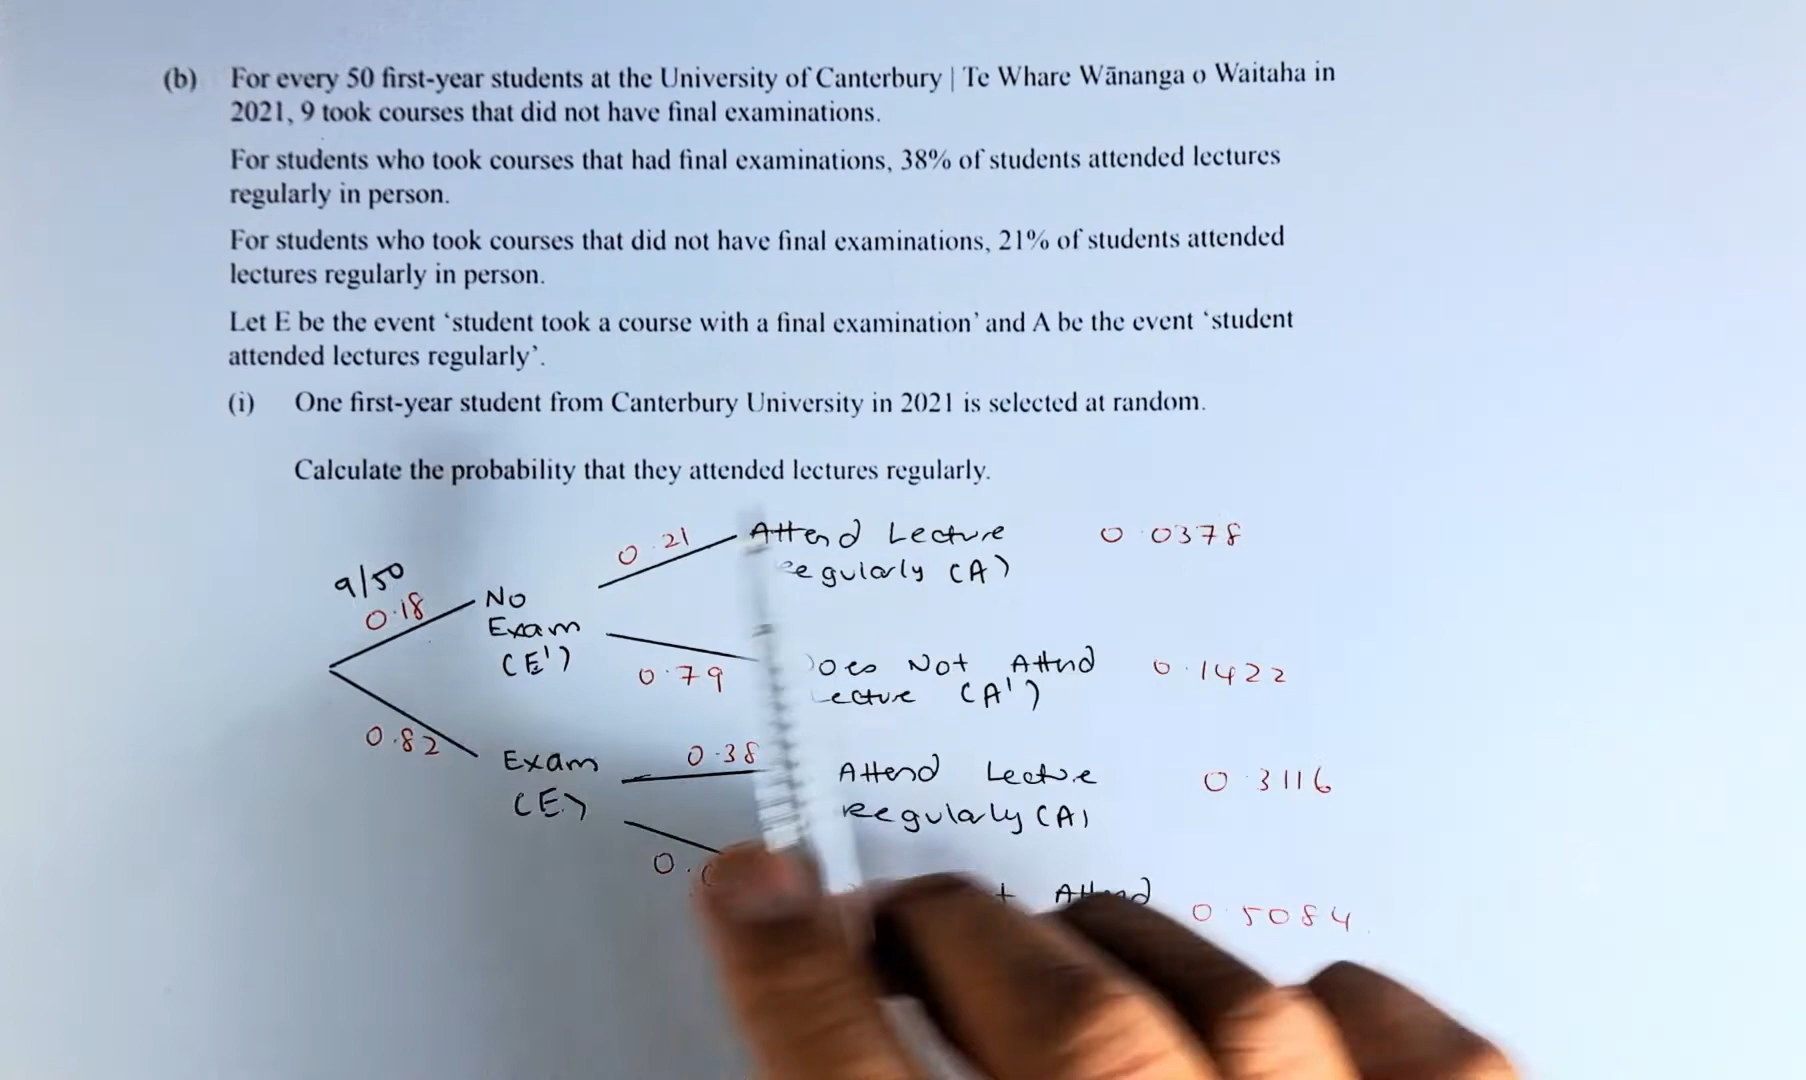 (b) For every 50 first-year students at the University of Canterbury | Te Whare Wānanga o Waitaha in
2021, 9 took courses that did not have final examinations.
For students who took courses that had final examinations, 38% of students attended lectures
regularly in person.
For students who took courses that did not have final examinations, 21% of students attended
lectures regularly in person.
Let E be the event ‘student took a course with a final examination’ and A be the event ‘student
attended lectures regularly’.
(i) One first-year student from Canterbury University in 2021 is selected at random.
Calculate the probability that they attended lectures regularly.
0.21 Attend Lecture 0.0378
egularly (A)
9/50
0.18 No
Exam
(E')
0.79 oes Not Attend 0.1422
ecture (A')
0.82 Exam 0.38 Attend Lecture 0.3116
(E) Regularly (A)
0.
Attend 0.5084